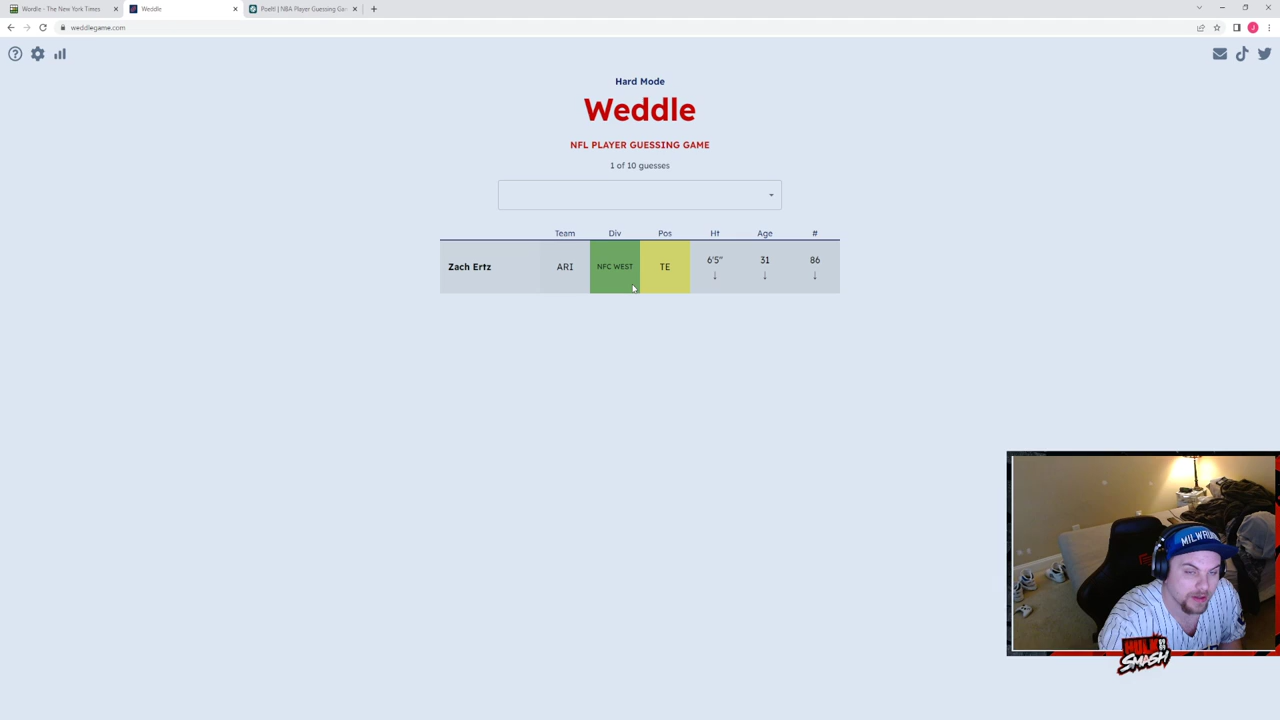 Wordle - The New York Times
Weddle
Poeltl | NBA Player Guessing Ga
weddlegame.com
J
Hard Mode
Weddle
NFL PLAYER GUESSING GAME
1 of 10 guesses
Team Div Pos Ht Age #
Zach Ertz ARI NFC WEST TE 6'5" 31 86
↓ ↓ ↓
HULK
SMASH